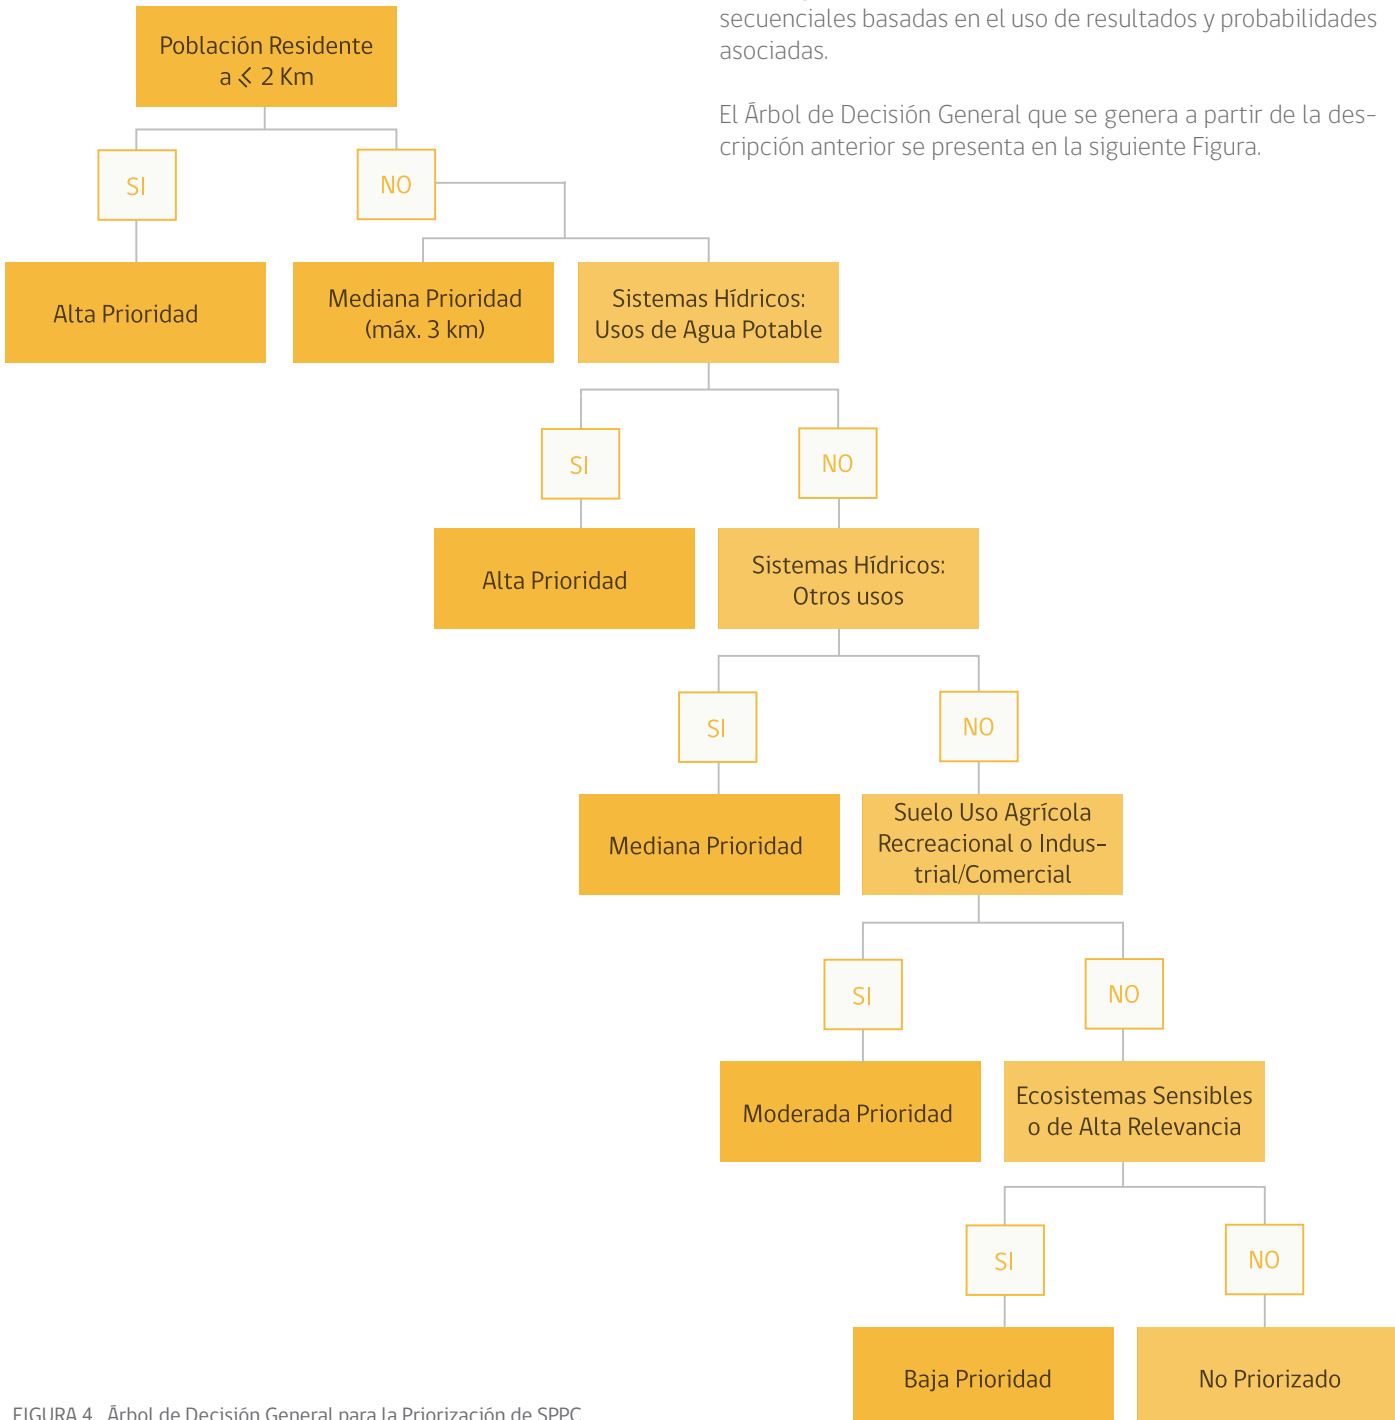 secuenciales basadas en el uso de resultados y probabilidades
asociadas.
El Árbol de Decisión General que se genera a partir de la des-
cripción anterior se presenta en la siguiente Figura.
Población Residente
a ⩽ 2 Km
SI
NO
Alta Prioridad
Mediana Prioridad
(máx. 3 km)
Sistemas Hídricos:
Usos de Agua Potable
SI
NO
Alta Prioridad
Sistemas Hídricos:
Otros usos
SI
NO
Mediana Prioridad
Suelo Uso Agrícola
Recreacional o Indus-
trial/Comercial
SI
NO
Moderada Prioridad
Ecosistemas Sensibles
o de Alta Relevancia
SI
NO
Baja Prioridad
No Priorizado
FIGURA 4. Árbol de Decisión General para la Priorización de SPPC